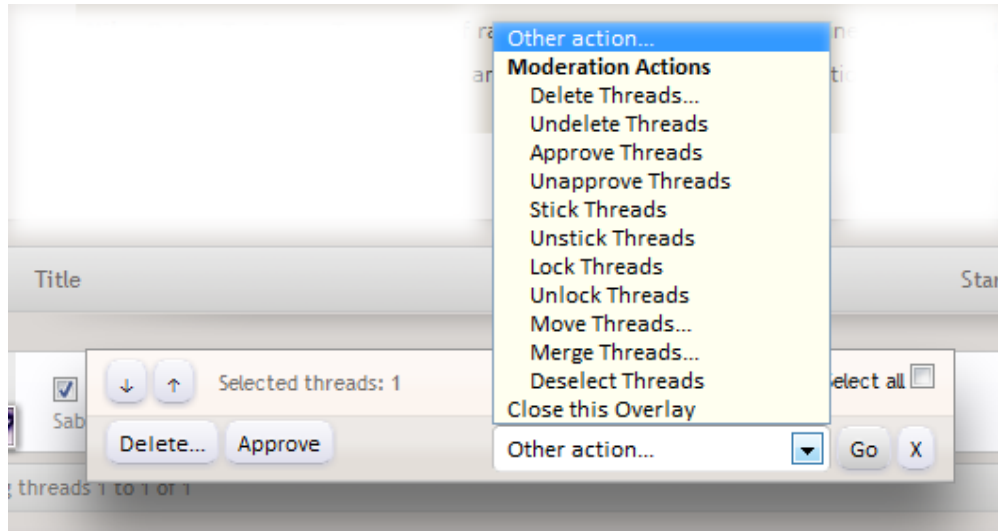 Other action...
Moderation Actions
Delete Threads...
Undelete Threads
Approve Threads
Unapprove Threads
Stick Threads
Unstick Threads
Lock Threads
Unlock Threads
Move Threads...
Merge Threads...
Deselect Threads
Close this Overlay
Title
Selected threads: 1
Select all
Delete... Approve Other action... Go X
threads 1 to 1 of 1